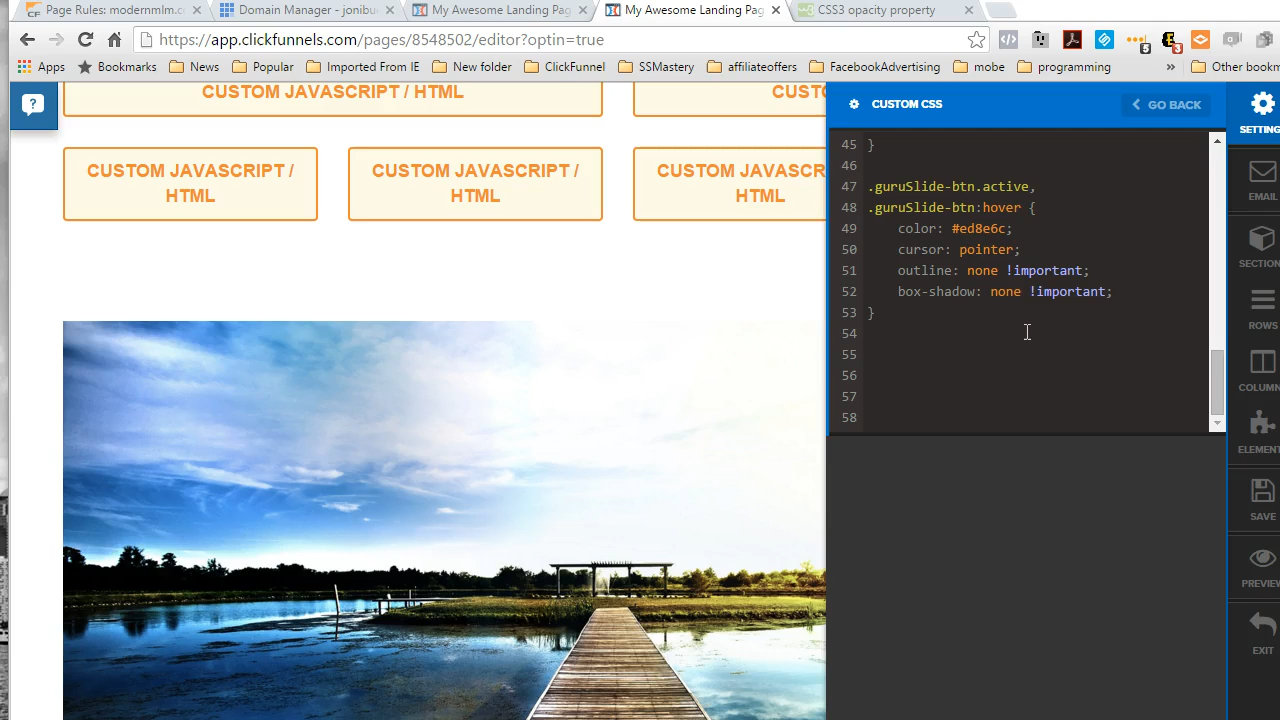 Page Rules: modernmlm.c
Domain Manager - jonibu
My Awesome Landing Pag
My Awesome Landing Pag
CSS3 opacity property
https://app.clickfunnels.com/pages/8548502/editor?optin=true
5
3
Apps
Bookmarks
News
Popular
Imported From IE
New folder
ClickFunnel
SSMastery
affiliateoffers
FacebookAdvertising
mobe
programming
»
Other bookm
?
CUSTOM JAVASCRIPT / HTML
CUSTO
CUSTOM JAVASCRIPT /
HTML
CUSTOM JAVASCRIPT /
HTML
CUSTOM JAVASCR
HTML
CUSTOM CSS
GO BACK
45 }
46
47 .guruSlide-btn.active,
48 .guruSlide-btn:hover {
49 color: #ed8e6c;
50 cursor: pointer;
51 outline: none !important;
52 box-shadow: none !important;
53 }
54
55
56
57
58
SETTING
EMAIL
SECTION
ROWS
COLUMN
ELEMENT
SAVE
PREVIEW
EXIT